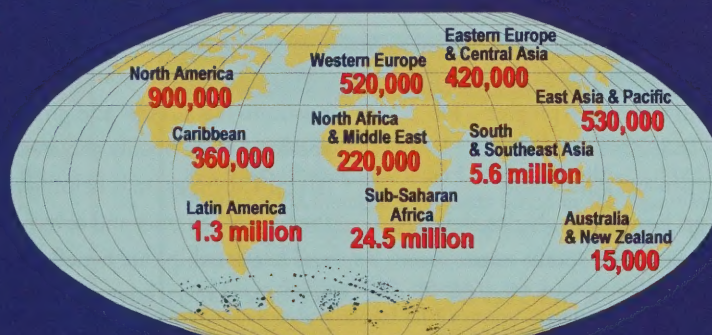 North America
900,000
Western Europe
520,000
Eastern Europe
& Central Asia
420,000
East Asia & Pacific
530,000
Caribbean
360,000
North Africa
& Middle East
220,000
South
& Southeast Asia
5.6 million
Latin America
1.3 million
Sub-Saharan
Africa
24.5 million
Australia
& New Zealand
15,000